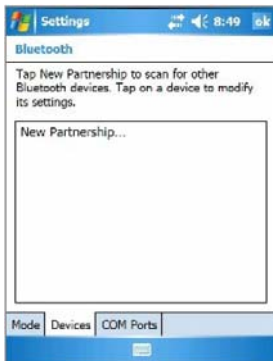 Settings 8:49 ok
Bluetooth
Tap New Partnership to scan for other
Bluetooth devices. Tap on a device to modify
its settings.
New Partnership...
Mode Devices COM Ports